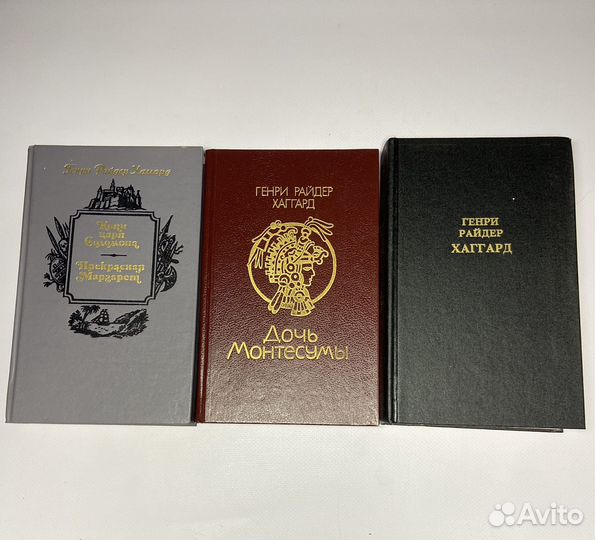 Генри Райдер Хаггард
Копи
царя
Соломона
Прекрасная
Маргарет
ГЕНРИ РАЙДЕР
ХАГГАРД
Дочь
Монтесумы
ГЕНРИ
РАЙДЕР
ХАГГАРД
Avito